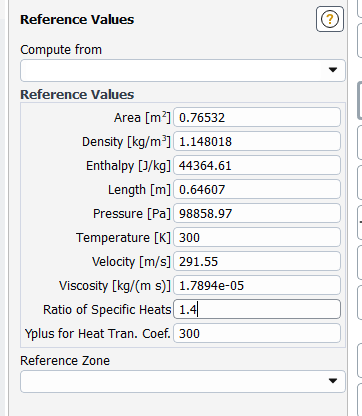 Reference Values
?
Compute from
Reference Values
Area [m²] 0.76532
Density [kg/m³] 1.148018
Enthalpy [J/kg] 44364.61
Length [m] 0.64607
Pressure [Pa] 98858.97
Temperature [K] 300
Velocity [m/s] 291.55
Viscosity [kg/(m s)] 1.7894e-05
Ratio of Specific Heats 1.4
Yplus for Heat Tran. Coef. 300
Reference Zone